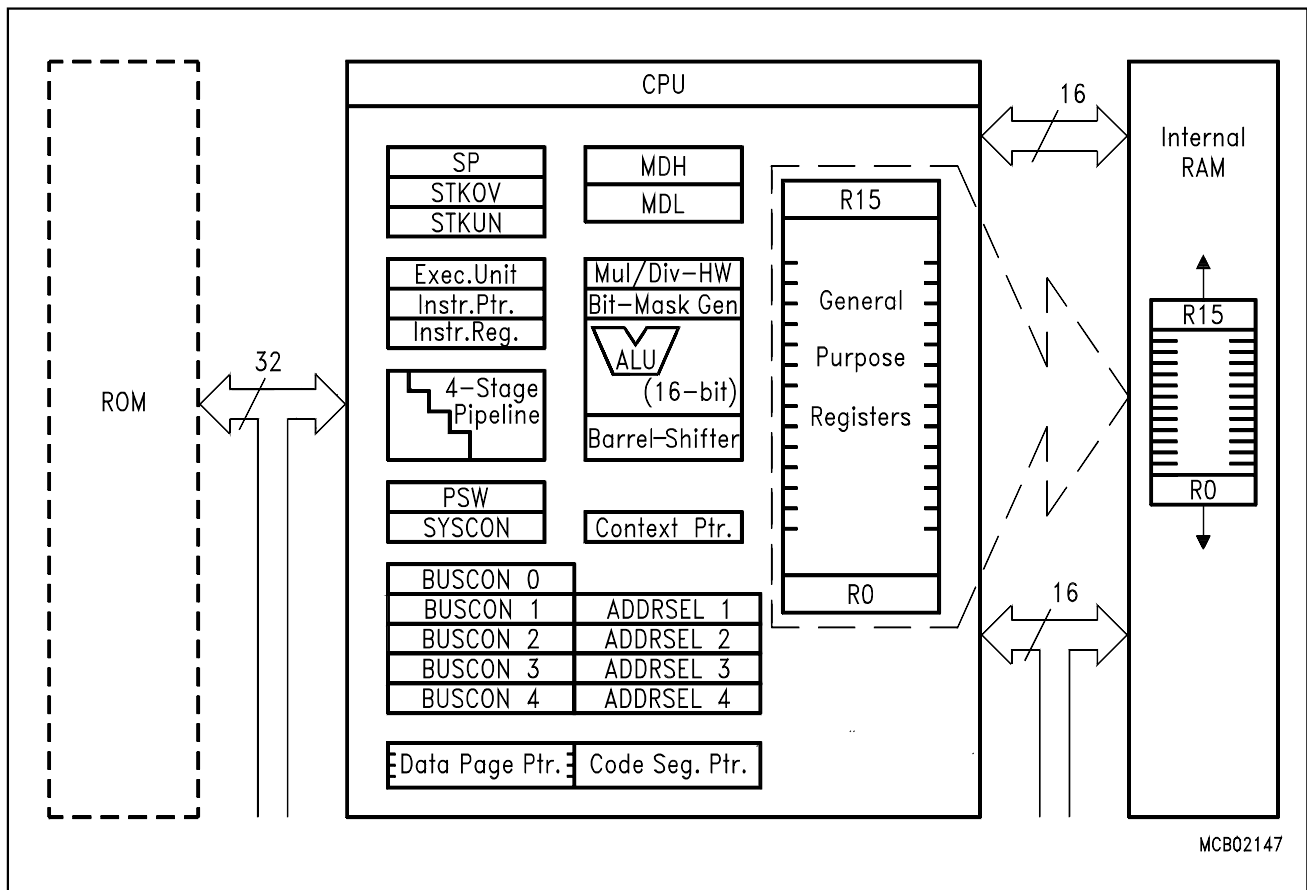 CPU
ROM
32
SP
STKOV
STKUN
Exec.Unit
Instr.Ptr.
Instr.Reg.
4-Stage
Pipeline
PSW
SYSCON
BUSCON 0
BUSCON 1
BUSCON 2
BUSCON 3
BUSCON 4
ADDRSEL 1
ADDRSEL 2
ADDRSEL 3
ADDRSEL 4
Data Page Ptr.
Code Seg. Ptr.
MDH
MDL
Mul/Div-HW
Bit-Mask Gen
ALU
(16-bit)
Barrel-Shifter
Context Ptr.
R15
General
Purpose
Registers
R0
16
16
Internal
RAM
R15
R0
MCB02147